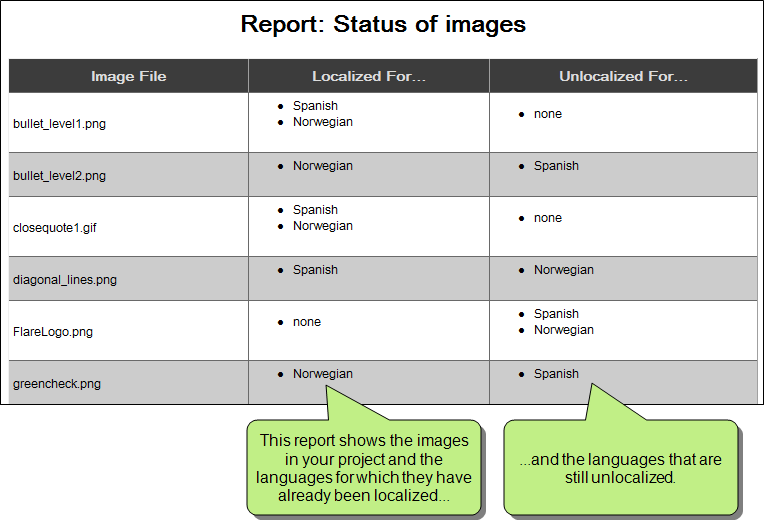 Report: Status of images
Image File Localized For... Unlocalized For...
bullet_level1.png
• Spanish
• Norwegian
• none
bullet_level2.png
• Norwegian
• Spanish
closequote1.gif
• Spanish
• Norwegian
• none
diagonal_lines.png
• Spanish
• Norwegian
FlareLogo.png
• none
• Spanish
• Norwegian
greencheck.png
• Norwegian
• Spanish
This report shows the images
in your project and the
languages for which they have
already been localized...
...and the languages that are
still unlocalized.